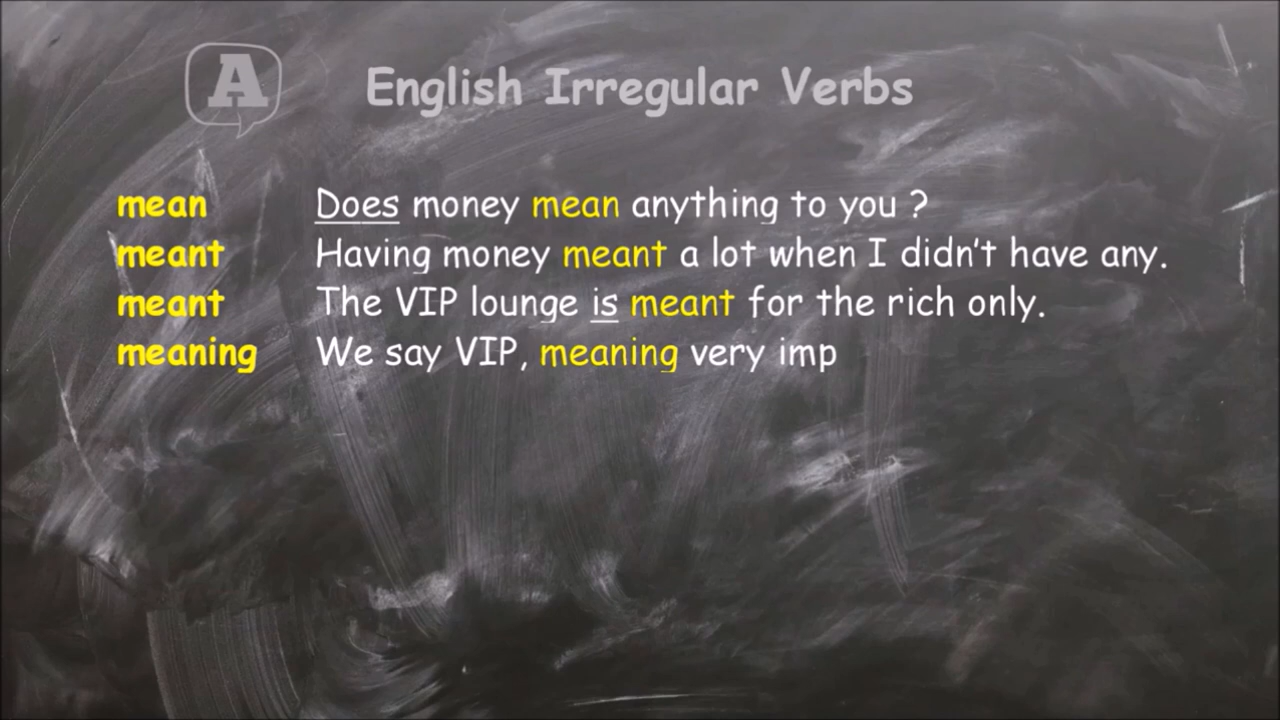 A
English Irregular Verbs
mean Does money mean anything to you ?
meant Having money meant a lot when I didn't have any.
meant The VIP lounge is meant for the rich only.
meaning We say VIP, meaning very imp